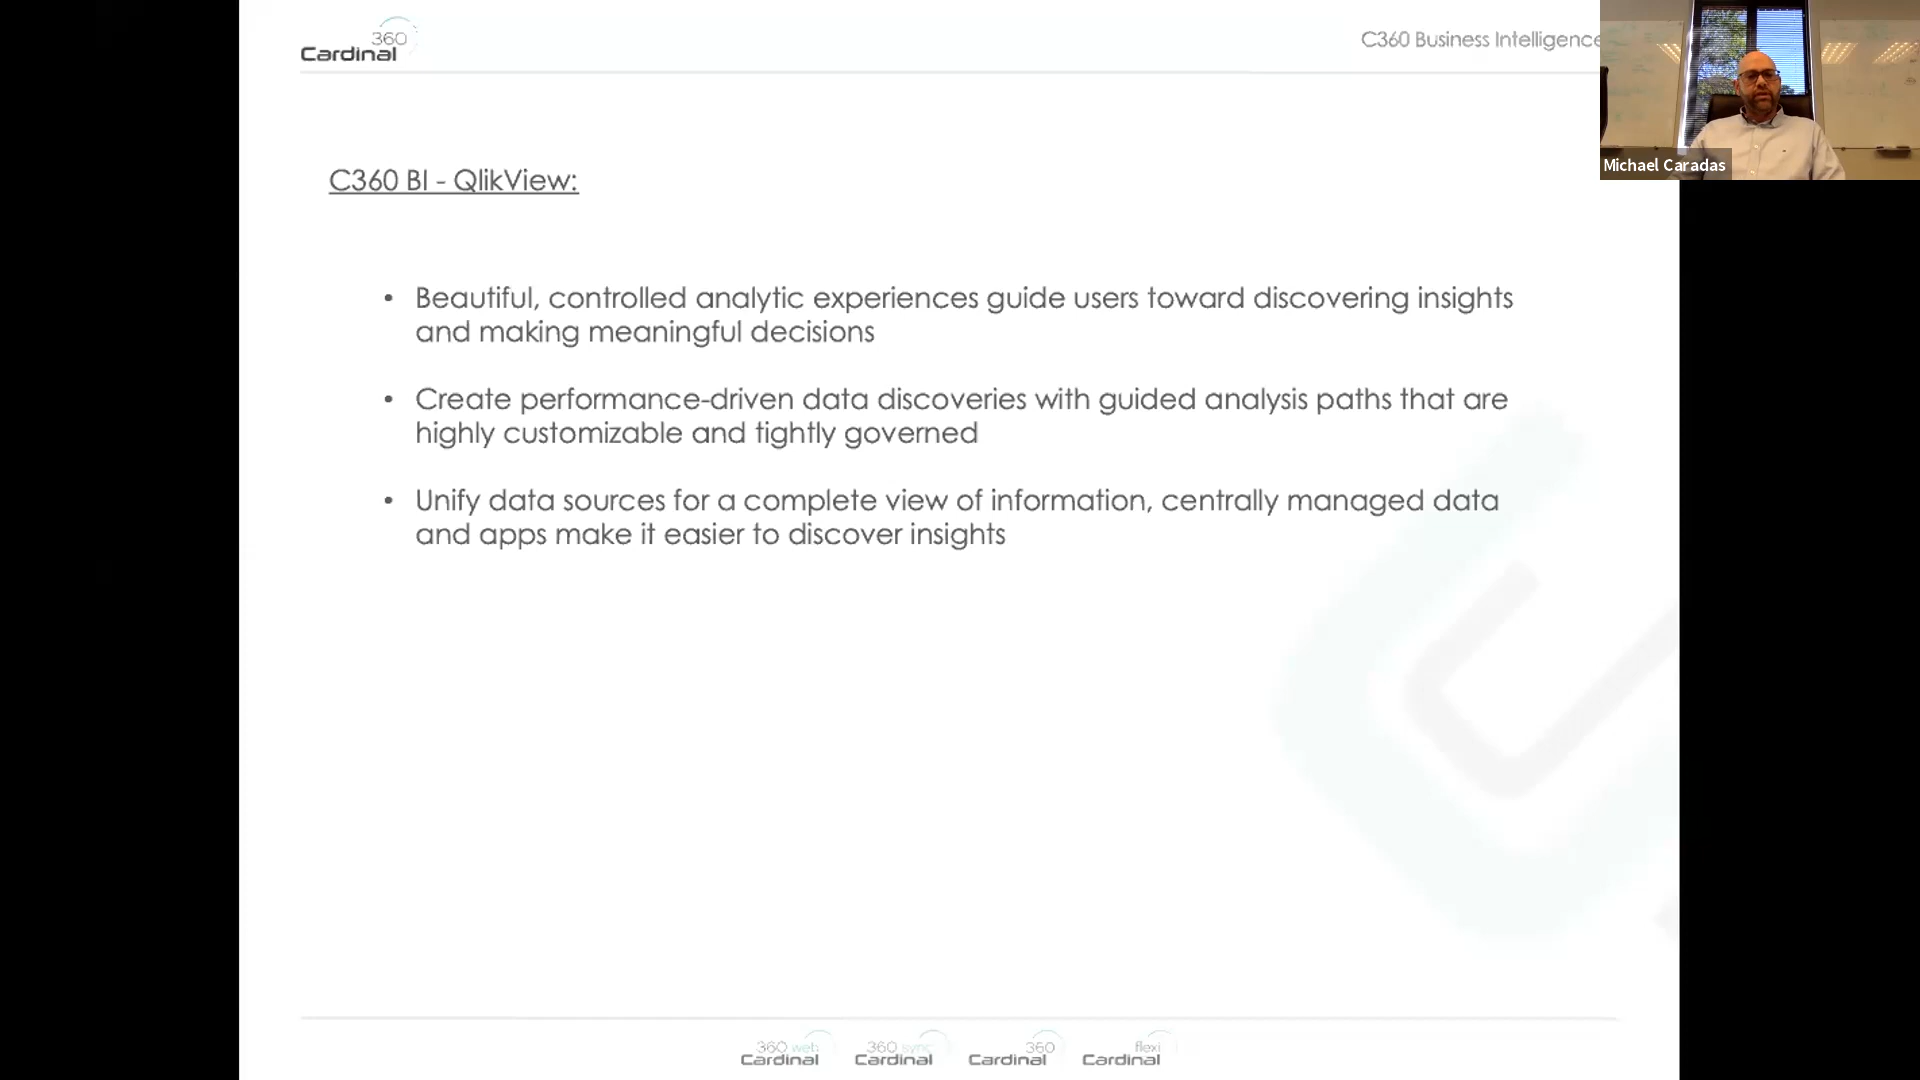 360
Cardinal
C360 Business Intelligence
Michael Caradas
C360 BI - QlikView:
• Beautiful, controlled analytic experiences guide users toward discovering insights
and making meaningful decisions
• Create performance-driven data discoveries with guided analysis paths that are
highly customizable and tightly governed
• Unify data sources for a complete view of information, centrally managed data
and apps make it easier to discover insights
360 web
Cardinal
360 sync
Cardinal
360
Cardinal
flexi
Cardinal